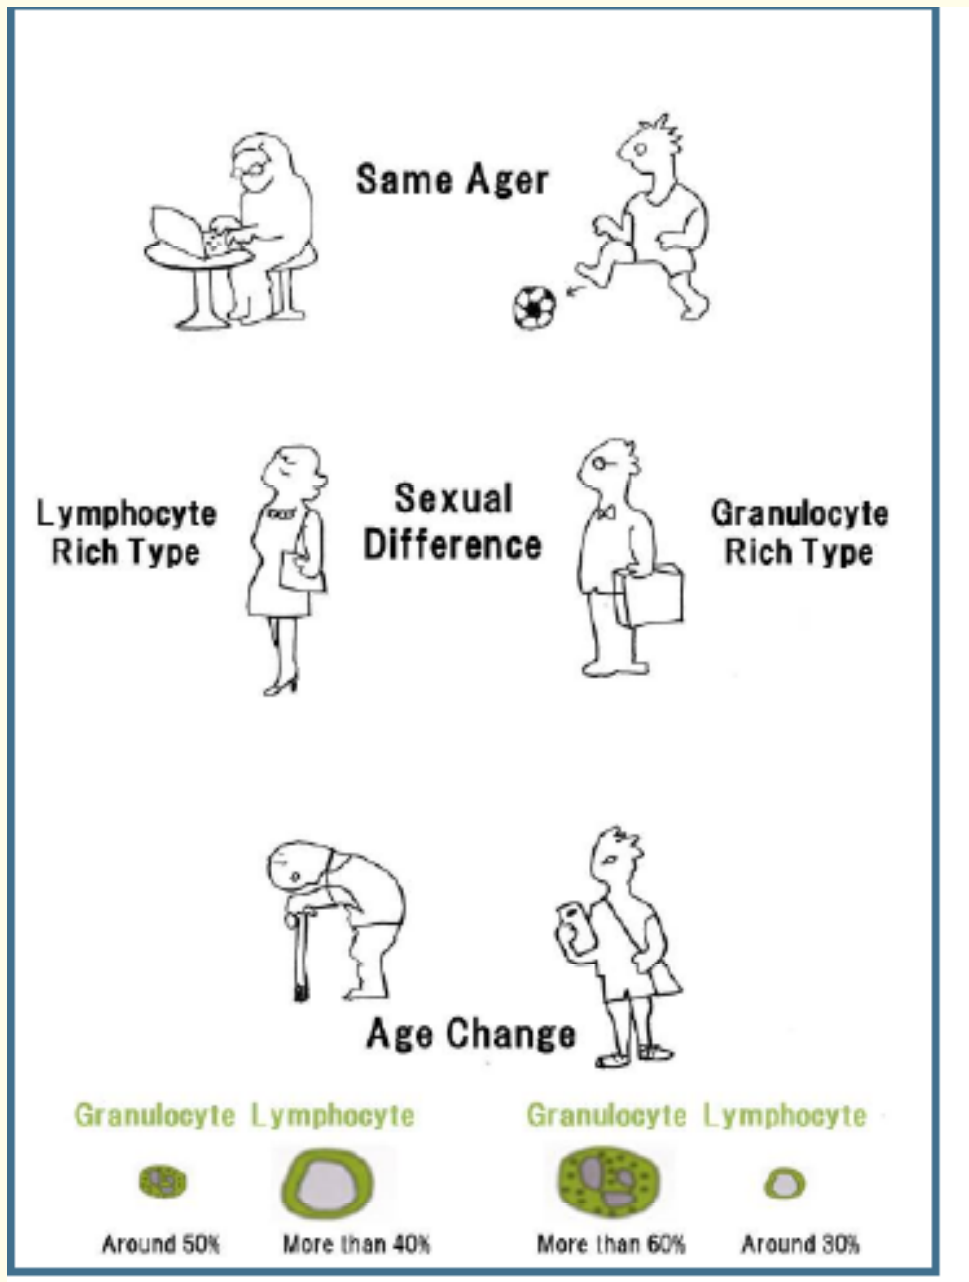 Same Ager
Lymphocyte
Rich Type
Sexual
Difference
Granulocyte
Rich Type
Age Change
Granulocyte Lymphocyte
Granulocyte Lymphocyte
Around 50%
More than 40%
More than 60%
Around 30%